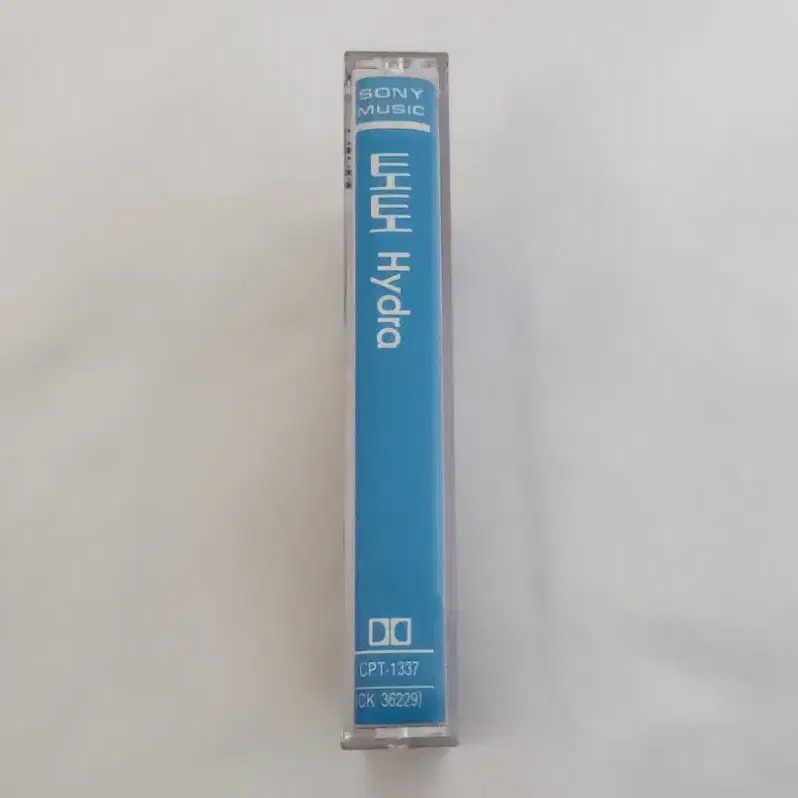 SONY
MUSIC
토토 Hydra
CPT-1337
(CK 36229)